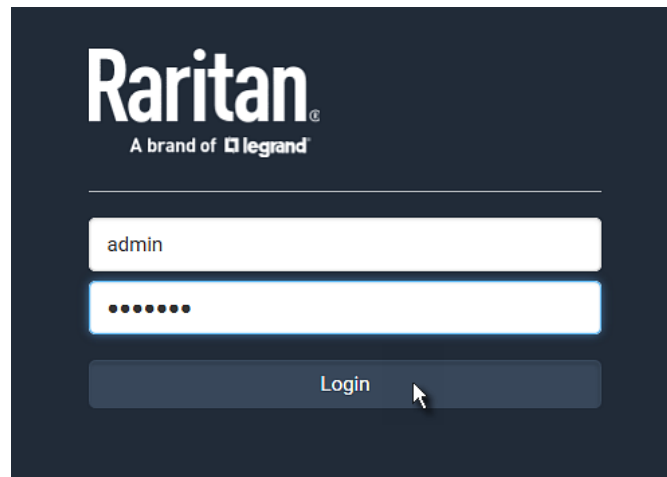 Raritan®
A brand of legrand®
admin
•••••••
Login